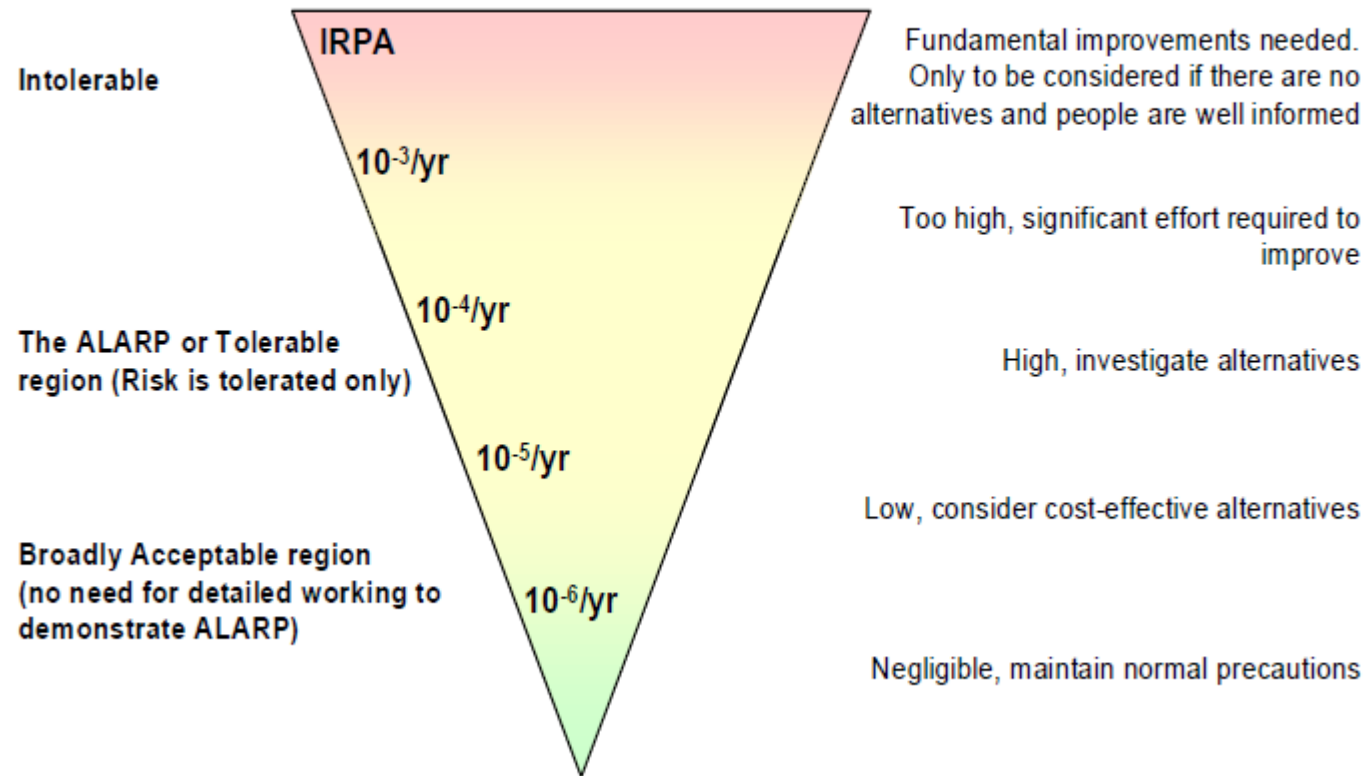 IRPA
Intolerable
Fundamental improvements needed.
Only to be considered if there are no
alternatives and people are well informed
10⁻³/yr
Too high, significant effort required to
improve
10⁻⁴/yr
The ALARP or Tolerable
region (Risk is tolerated only)
High, investigate alternatives
10⁻⁵/yr
Low, consider cost-effective alternatives
Broadly Acceptable region
(no need for detailed working to
demonstrate ALARP)
10⁻⁶/yr
Negligible, maintain normal precautions